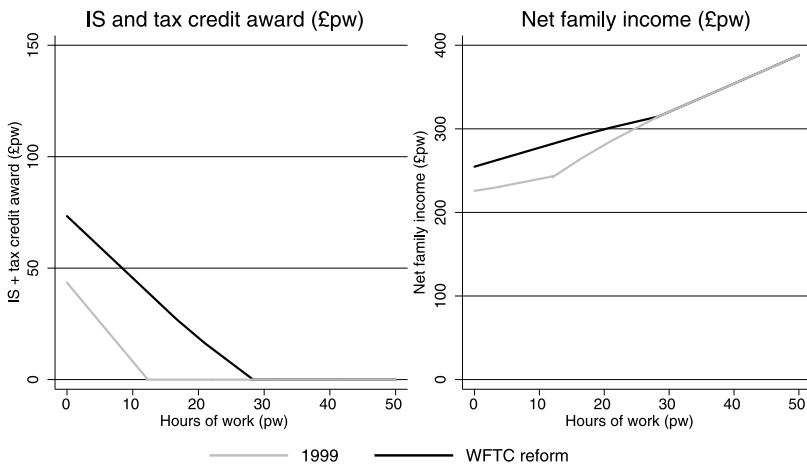 IS and tax credit award (£pw)
IS + tax credit award (£pw)
150
100
50
0
0 10 20 30 40 50
Hours of work (pw)
Net family income (£pw)
Net family income (£pw)
400
300
200
100
0
0 10 20 30 40 50
Hours of work (pw)
1999 WFTC reform